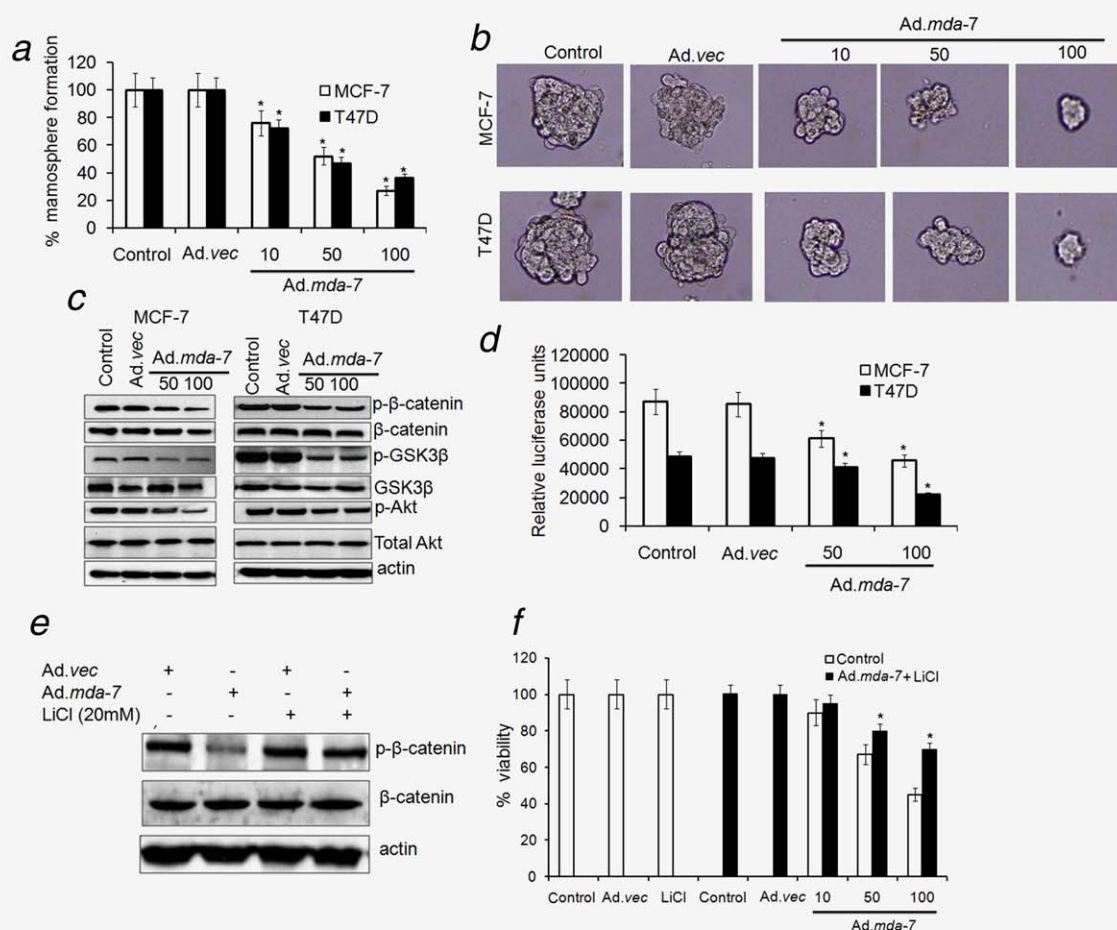 a
% mamosphere formation
120
100
80
60
40
20
0
MCF-7
T47D
* * * * * *
Control Ad.vec 10 50 100
Ad.mda-7
b
Ad.mda-7
Control Ad.vec 10 50 100
MCF-7
T47D
c
MCF-7 T47D
Control Ad.vec Ad.mda-7 Control Ad.vec Ad.mda-7
50 100 50 100
p-β-catenin
β-catenin
p-GSK3β
GSK3β
p-Akt
Total Akt
actin
d
Relative luciferase units
120000
100000
80000
60000
40000
20000
0
MCF-7
T47D
* * * *
Control Ad.vec 50 100
Ad.mda-7
e
Ad.vec + - + -
Ad.mda-7 - + - +
LiCl (20mM) - - + +
p-β-catenin
β-catenin
actin
f
% viability
120
100
80
60
40
20
0
Control
Ad.mda-7+LiCl
* *
Control Ad.vec LiCl Control Ad.vec 10 50 100
Ad.mda-7